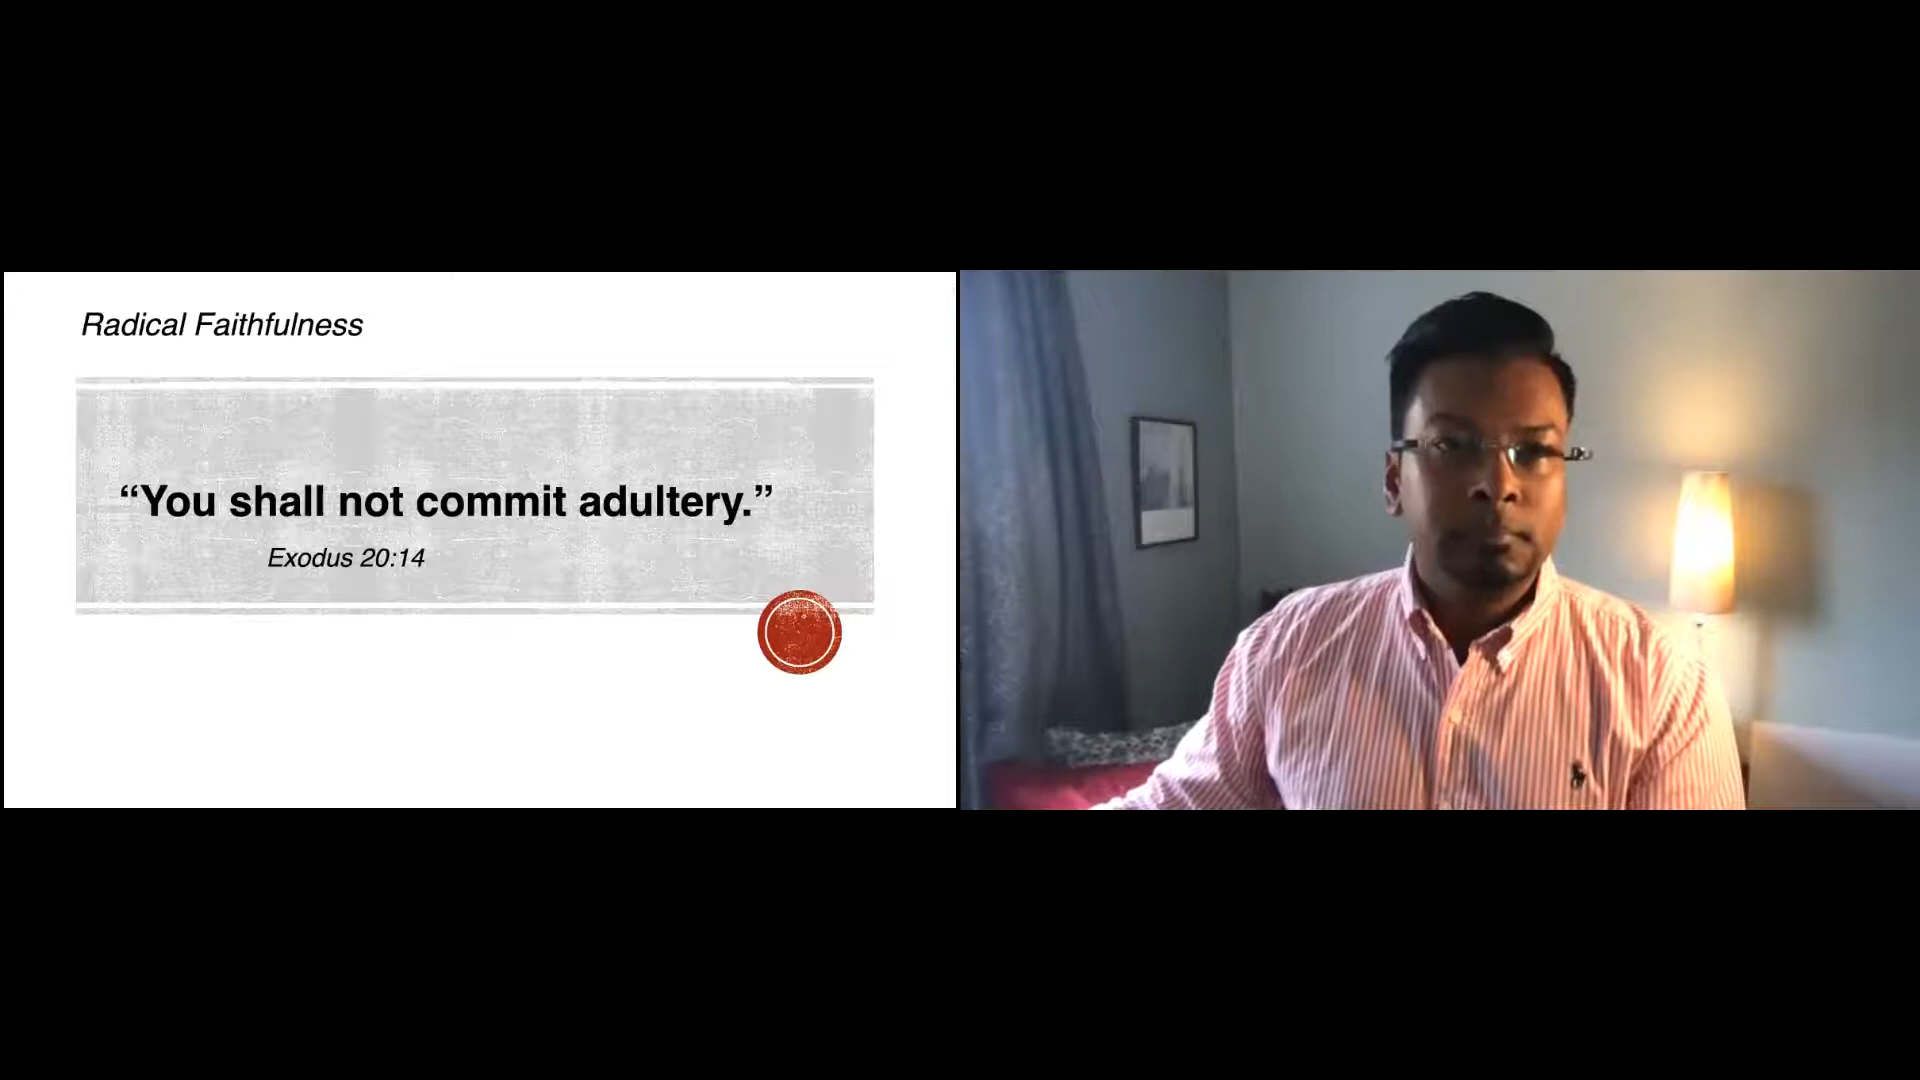 Radical Faithfulness
“You shall not commit adultery.”
Exodus 20:14